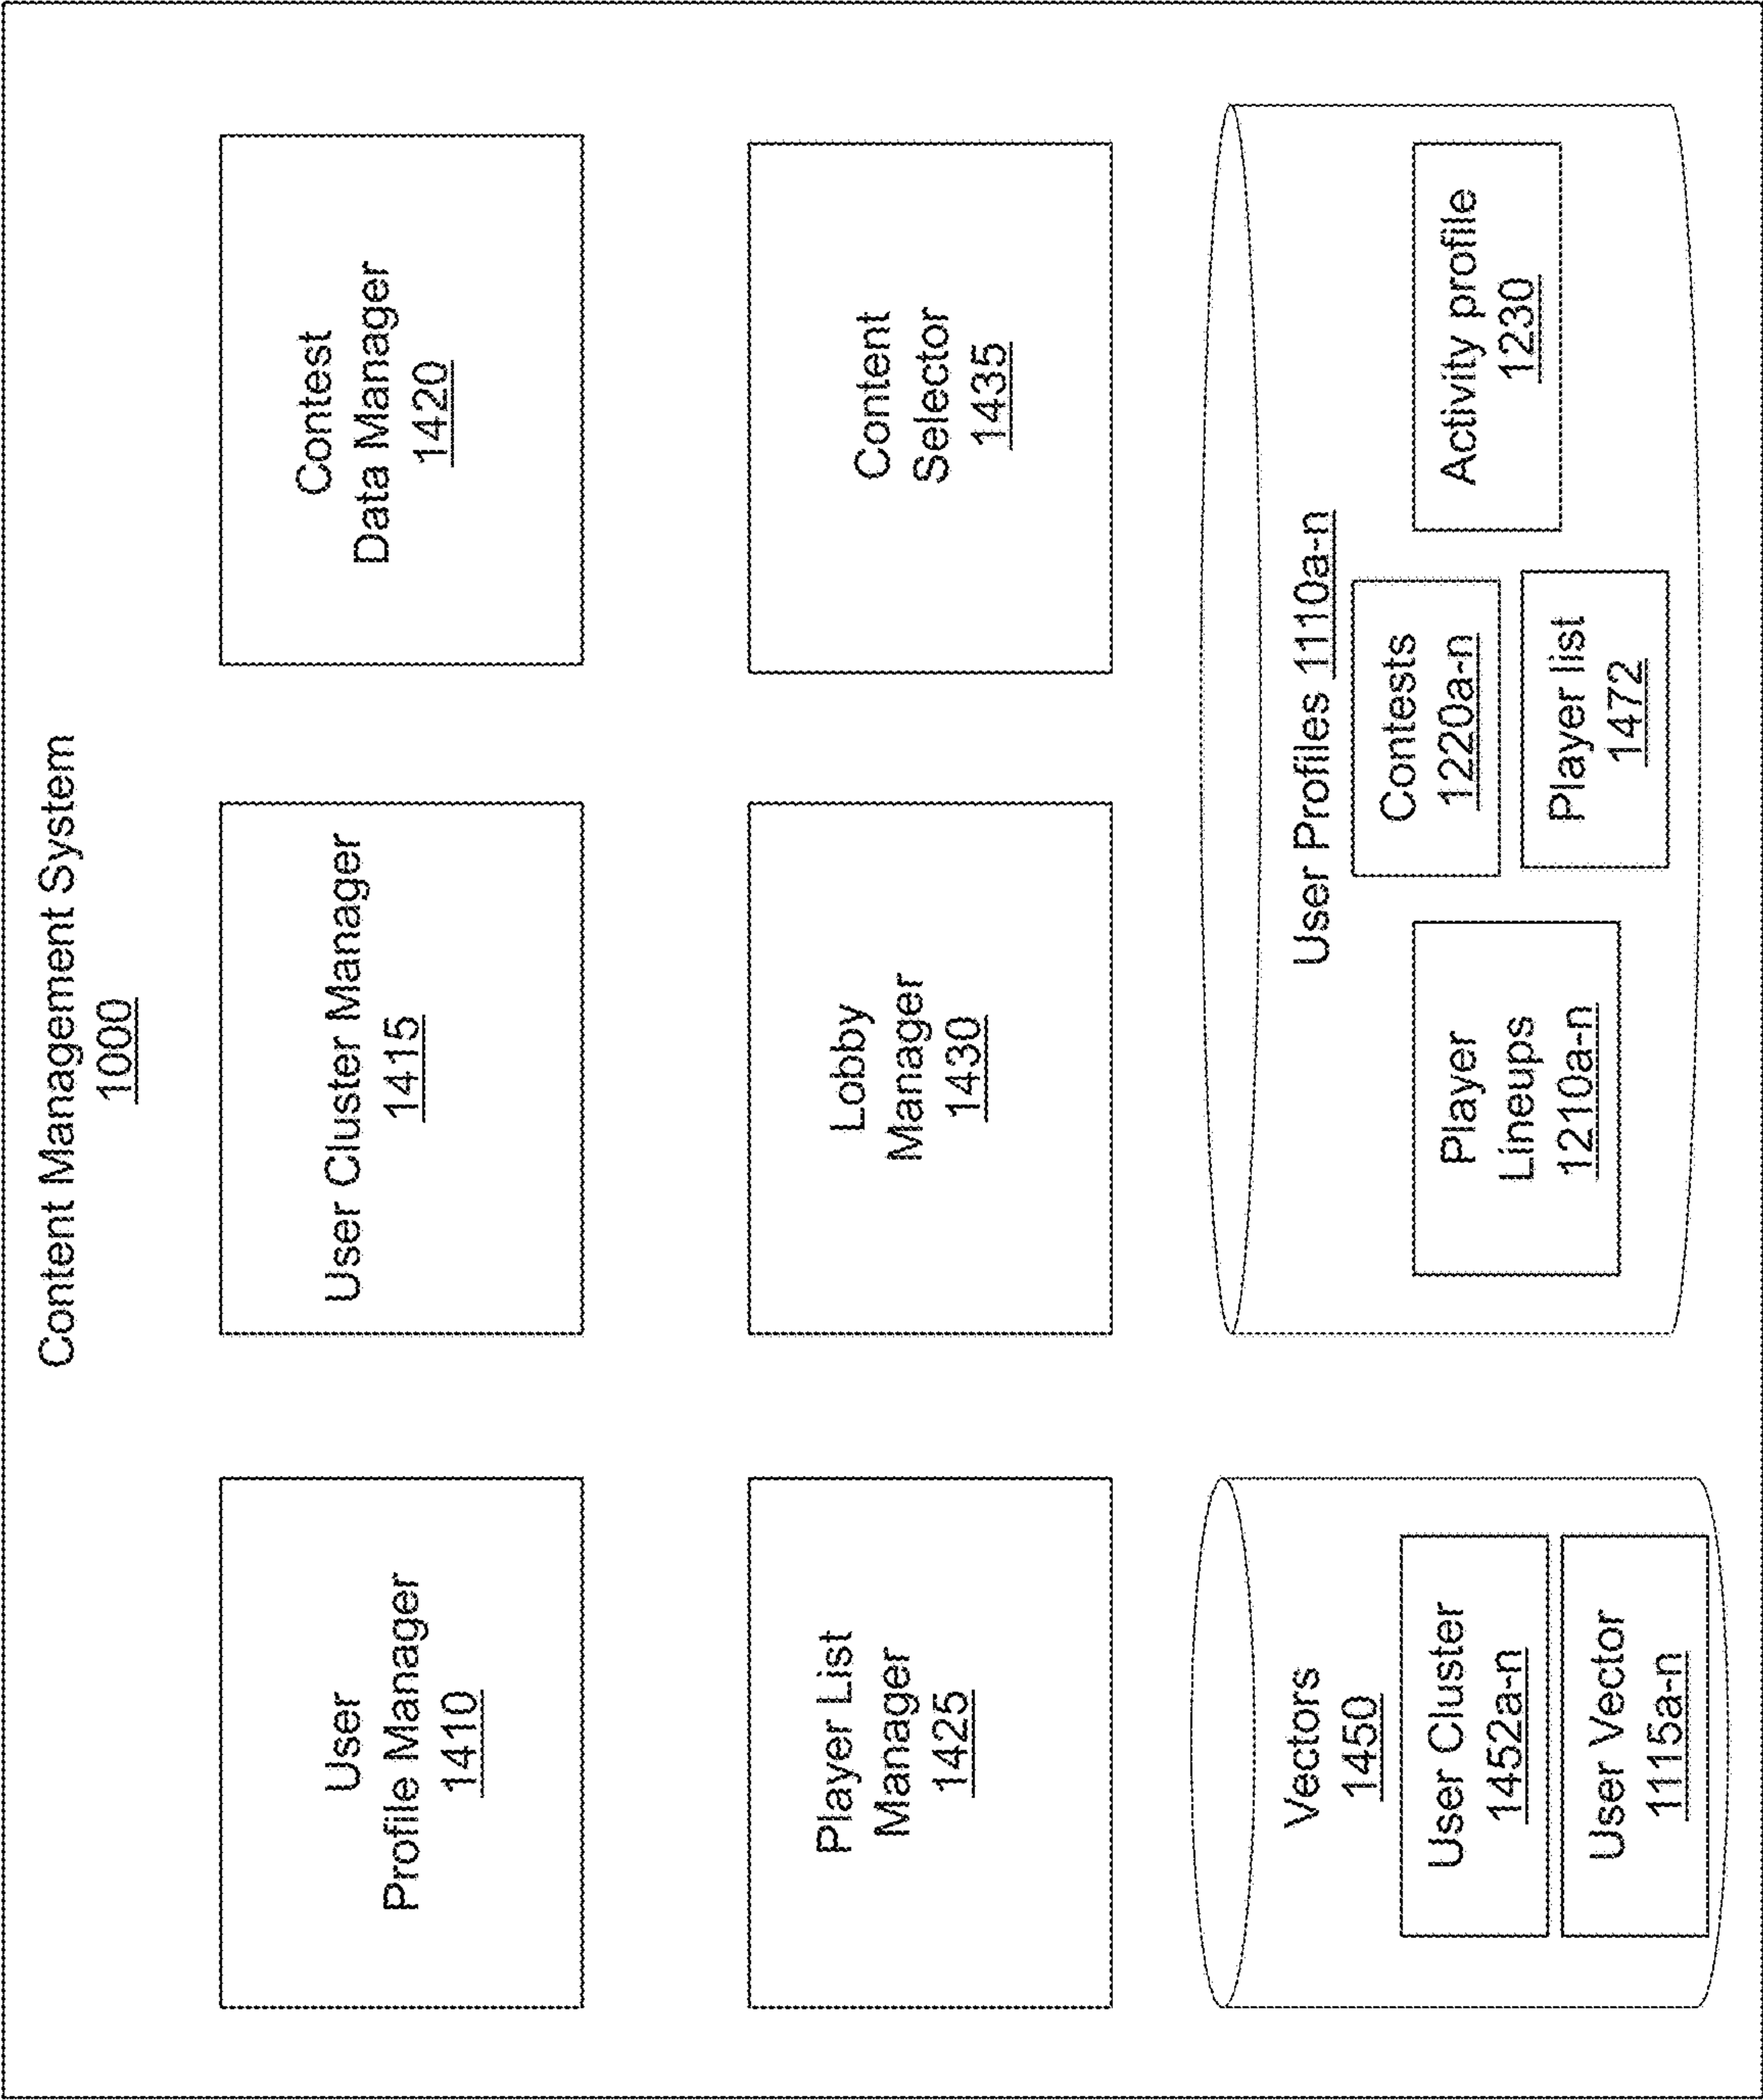 Content Management System
1000
User
Profile Manager
1410
User Cluster Manager
1415
Contest
Data Manager
1420
Player List
Manager
1425
Lobby
Manager
1430
Content
Selector
1435
Vectors
1450
User Cluster
1452a-n
User Vector
1115a-n
User Profiles 1110a-n
Player
Lineups
1210a-n
Contests
1220a-n
Player list
1472
Activity profile
1230